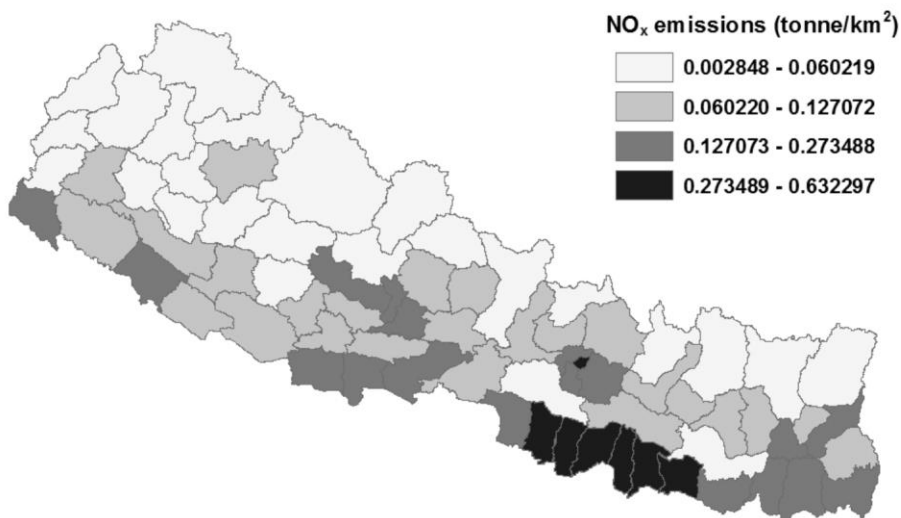 NOₓ emissions (tonne/km²)
0.002848 - 0.060219
0.060220 - 0.127072
0.127073 - 0.273488
0.273489 - 0.632297